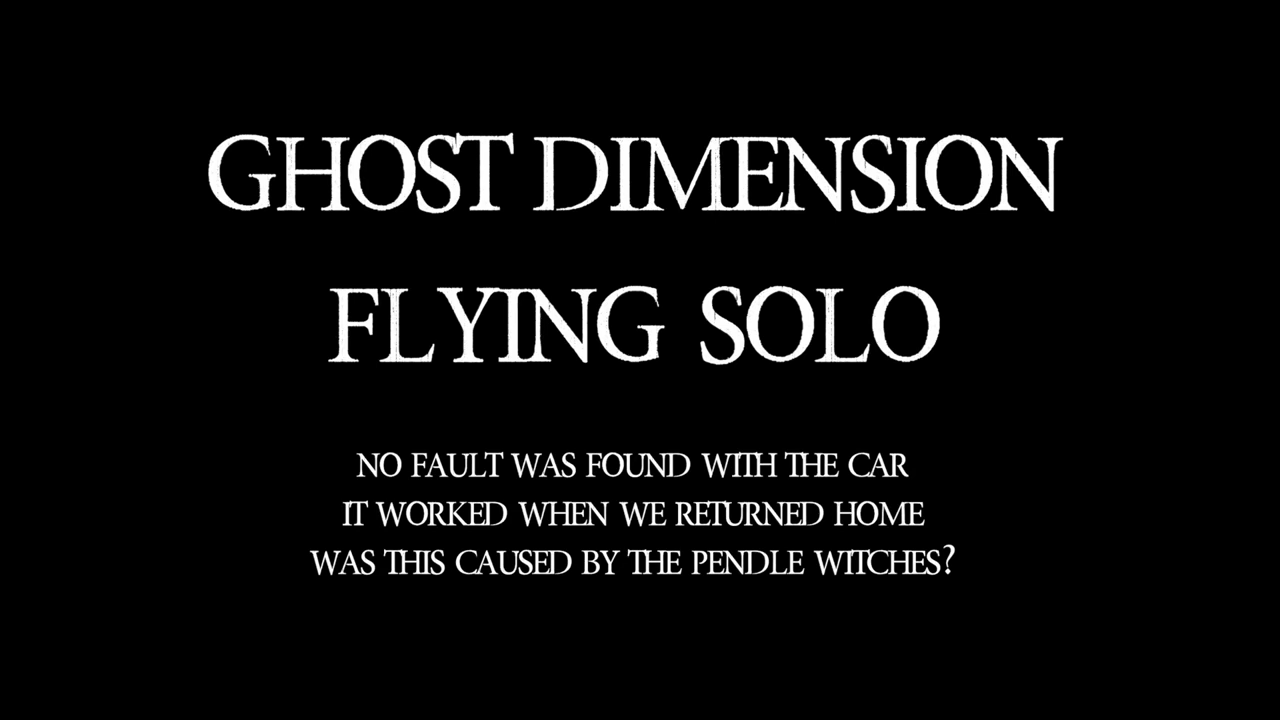 GHOST DIMENSION
FLYING SOLO
NO FAULT WAS FOUND WITH THE CAR
IT WORKED WHEN WE RETURNED HOME
WAS THIS CAUSED BY THE PENDLE WITCHES?